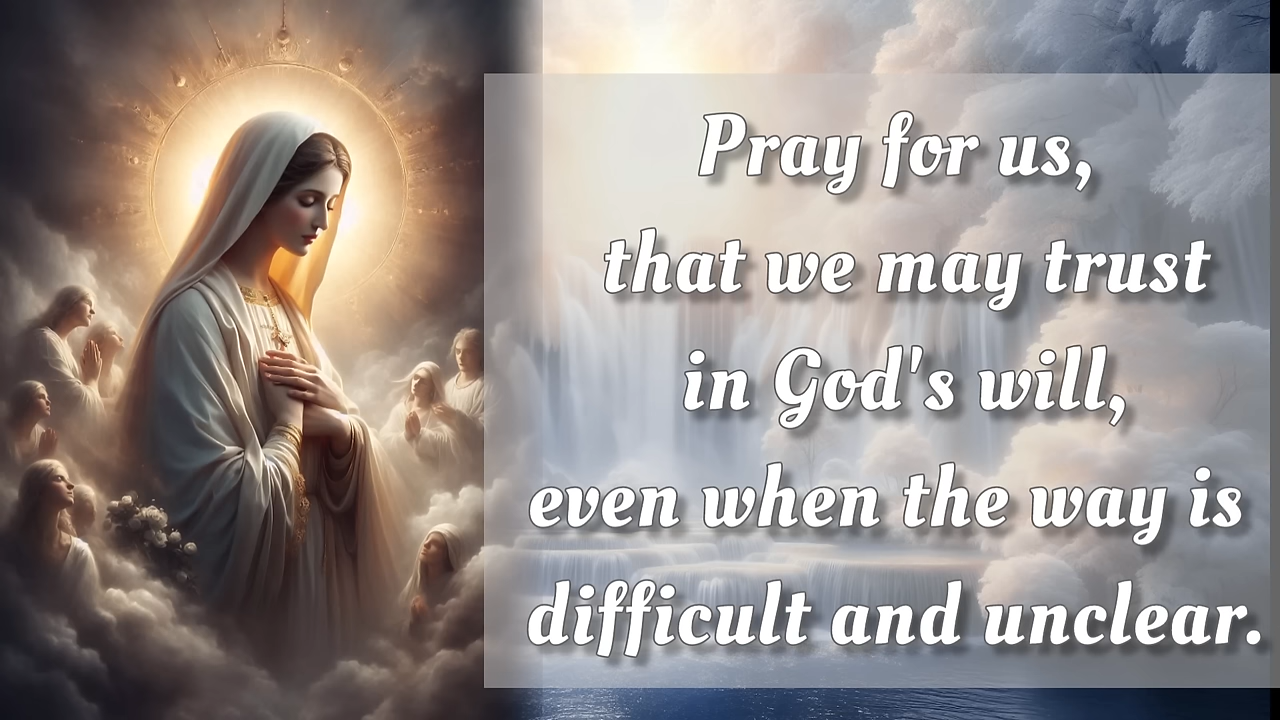 Pray for us,
that we may trust
in God's will,
even when the way is
difficult and unclear.